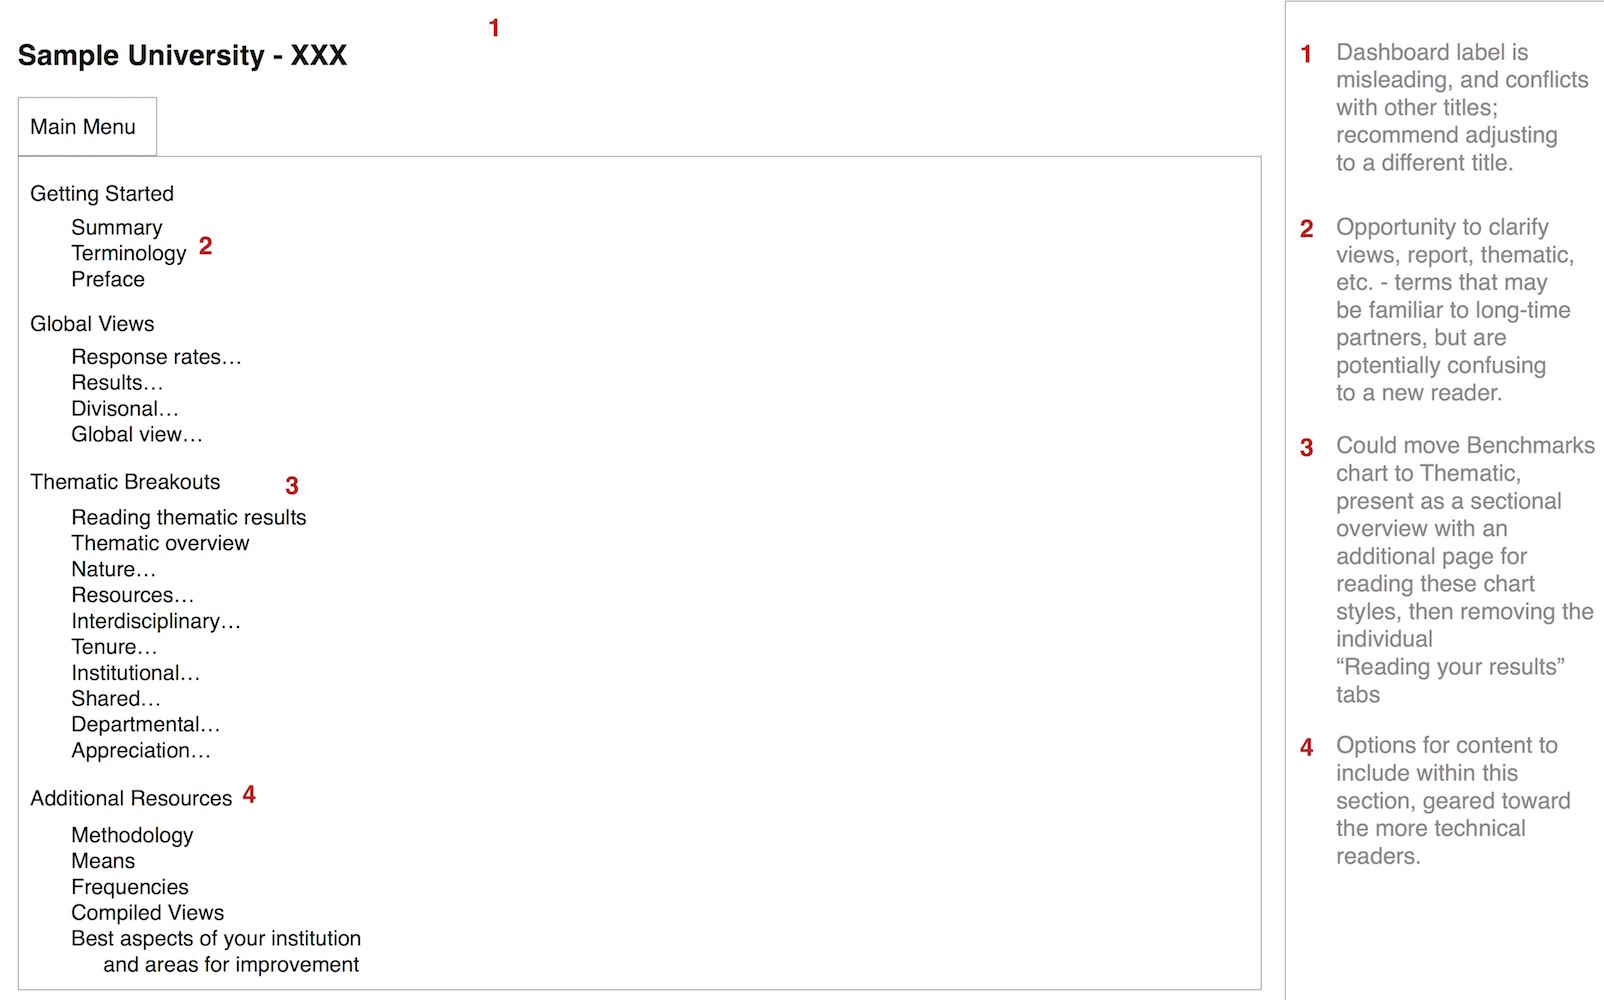 1
Sample University - XXX
Main Menu
Getting Started
Summary
Terminology 2
Preface
Global Views
Response rates…
Results…
Divisonal…
Global view…
Thematic Breakouts 3
Reading thematic results
Thematic overview
Nature…
Resources…
Interdisciplinary…
Tenure…
Institutional…
Shared…
Departmental…
Appreciation…
Additional Resources 4
Methodology
Means
Frequencies
Compiled Views
Best aspects of your institution
and areas for improvement
1 Dashboard label is
misleading, and conflicts
with other titles;
recommend adjusting
to a different title.
2 Opportunity to clarify
views, report, thematic,
etc. - terms that may
be familiar to long-time
partners, but are
potentially confusing
to a new reader.
3 Could move Benchmarks
chart to Thematic,
present as a sectional
overview with an
additional page for
reading these chart
styles, then removing the
individual
“Reading your results”
tabs
4 Options for content to
include within this
section, geared toward
the more technical
readers.